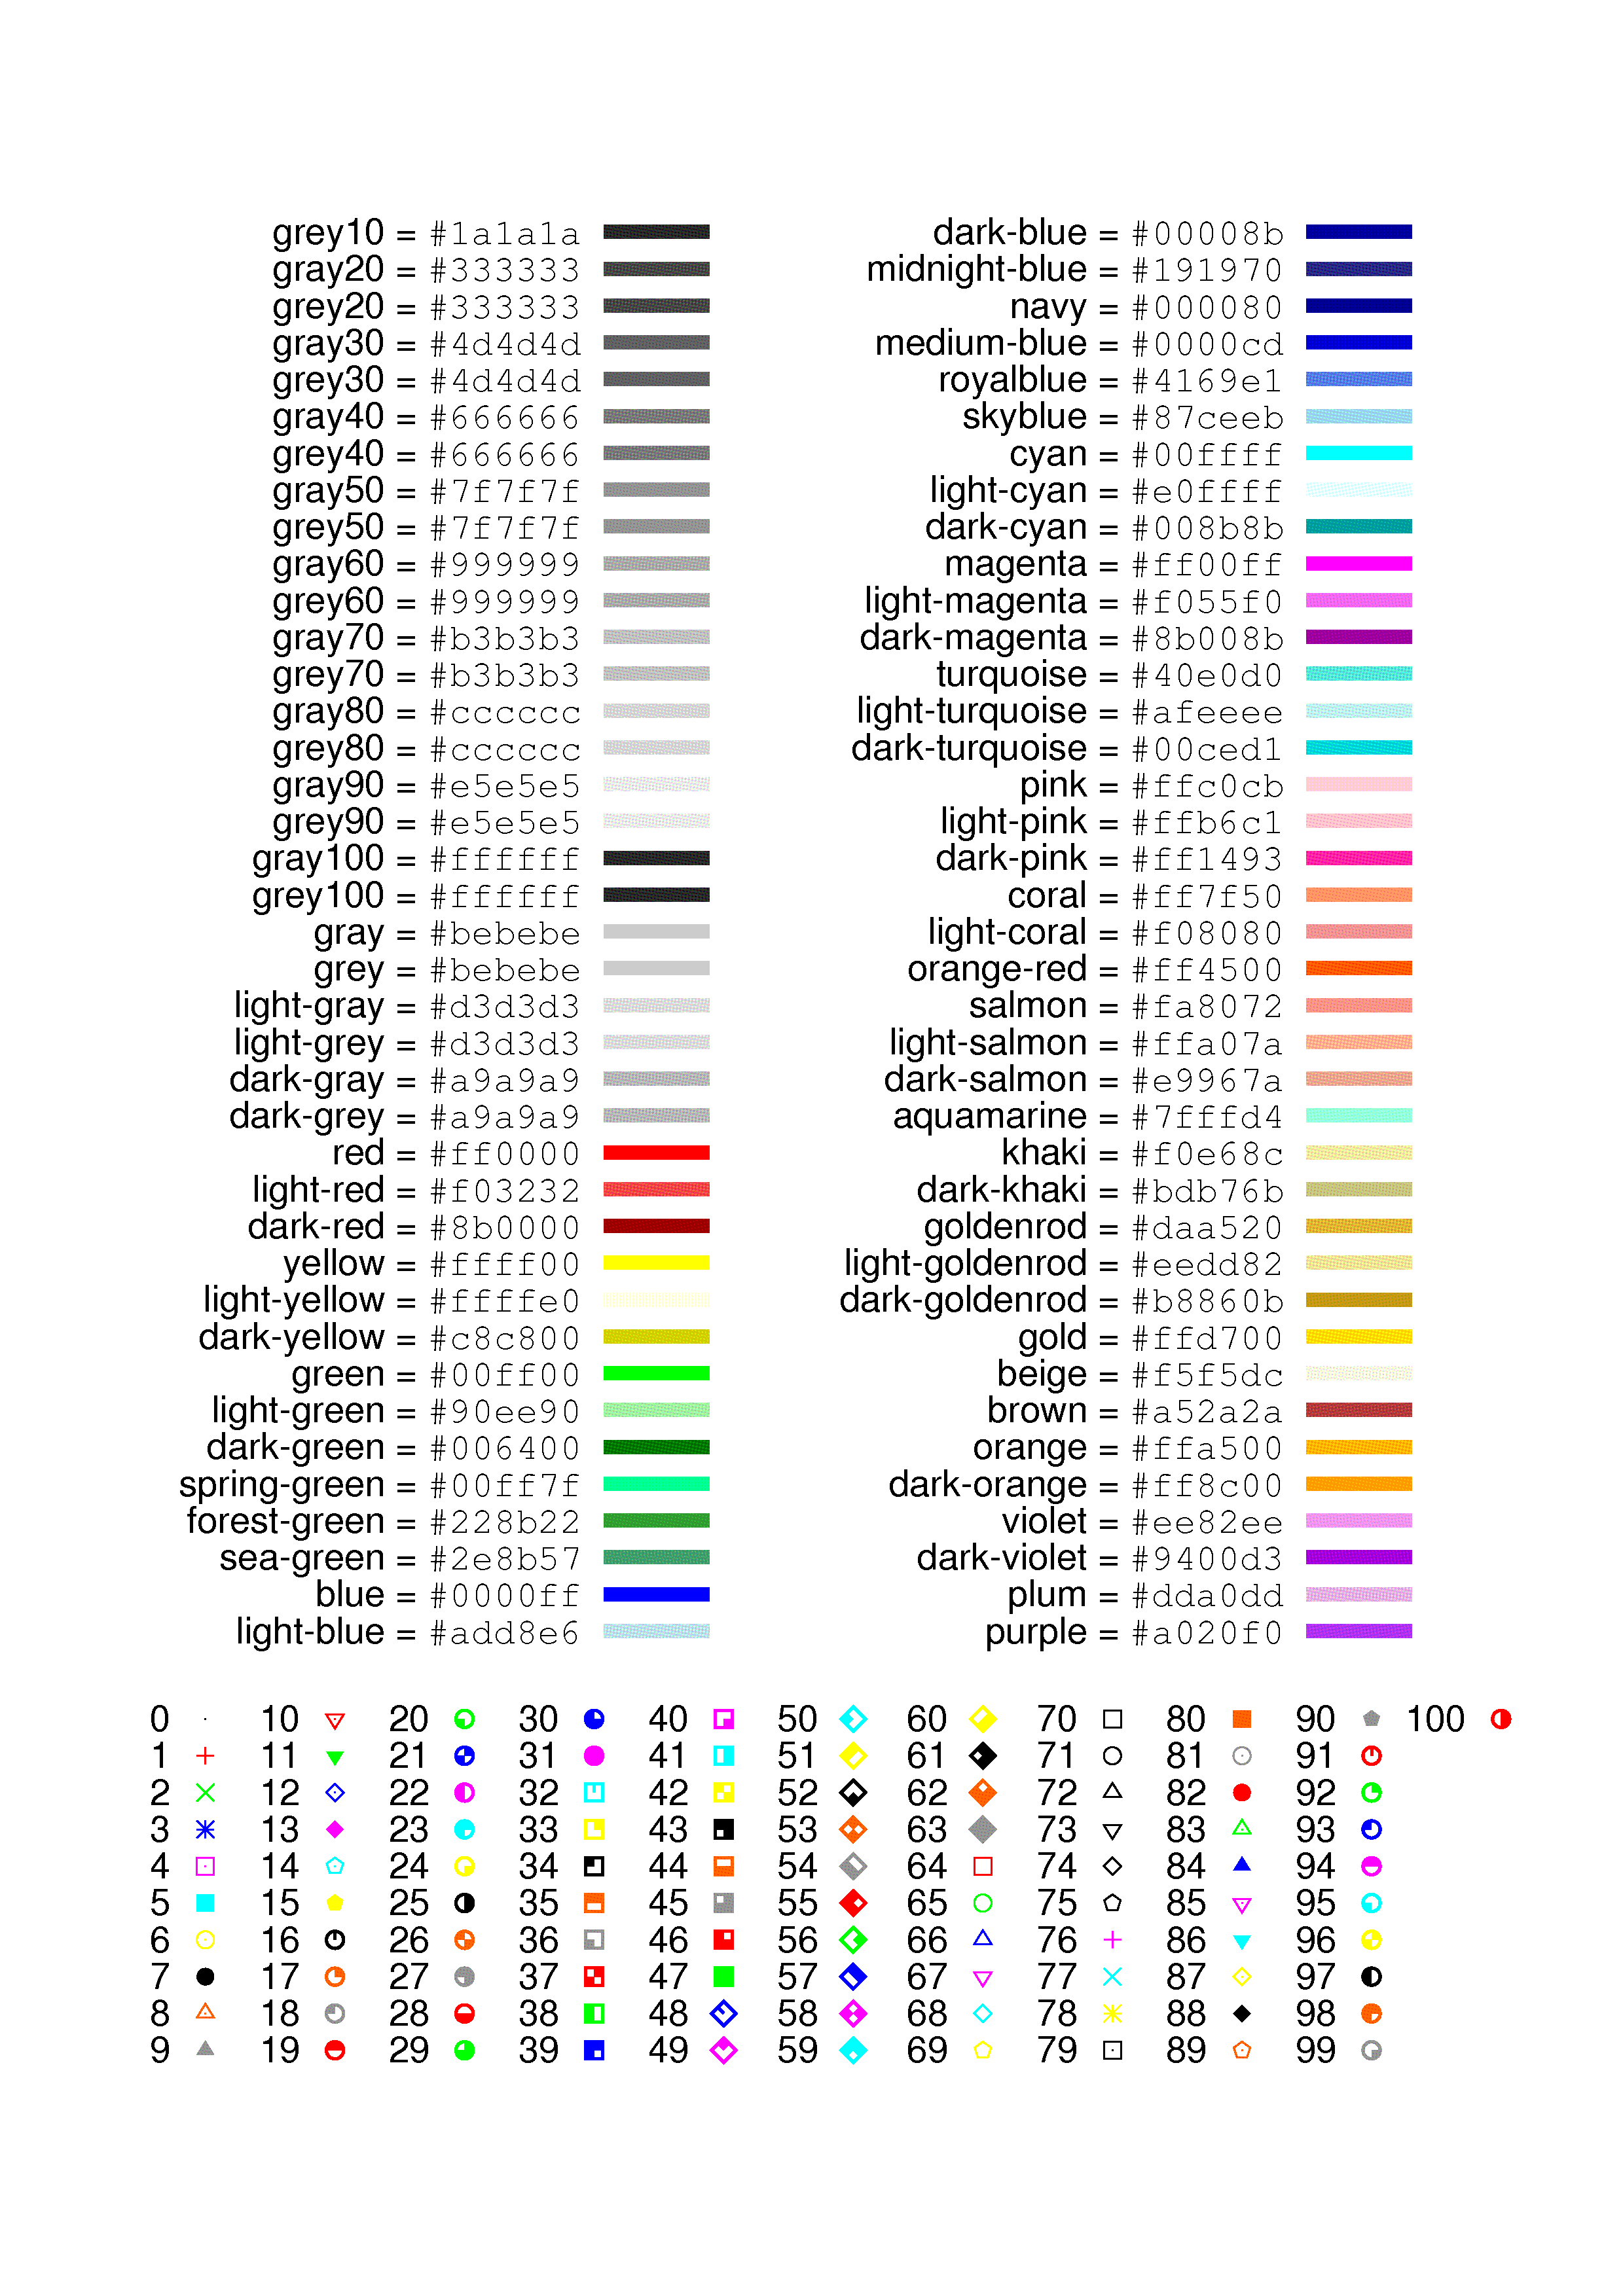 grey10 = #1a1a1a
gray20 = #333333
grey20 = #333333
gray30 = #4d4d4d
grey30 = #4d4d4d
gray40 = #666666
grey40 = #666666
gray50 = #7f7f7f
grey50 = #7f7f7f
gray60 = #999999
grey60 = #999999
gray70 = #b3b3b3
grey70 = #b3b3b3
gray80 = #cccccc
grey80 = #cccccc
gray90 = #e5e5e5
grey90 = #e5e5e5
gray100 = #ffffff
grey100 = #ffffff
gray = #bebebe
grey = #bebebe
light-gray = #d3d3d3
light-grey = #d3d3d3
dark-gray = #a9a9a9
dark-grey = #a9a9a9
red = #ff0000
light-red = #f03232
dark-red = #8b0000
yellow = #ffff00
light-yellow = #ffffe0
dark-yellow = #c8c800
green = #00ff00
light-green = #90ee90
dark-green = #006400
spring-green = #00ff7f
forest-green = #228b22
sea-green = #2e8b57
blue = #0000ff
light-blue = #add8e6
dark-blue = #00008b
midnight-blue = #191970
navy = #000080
medium-blue = #0000cd
royalblue = #4169e1
skyblue = #87ceeb
cyan = #00ffff
light-cyan = #e0ffff
dark-cyan = #008b8b
magenta = #ff00ff
light-magenta = #f055f0
dark-magenta = #8b008b
turquoise = #40e0d0
light-turquoise = #afeeee
dark-turquoise = #00ced1
pink = #ffc0cb
light-pink = #ffb6c1
dark-pink = #ff1493
coral = #ff7f50
light-coral = #f08080
orange-red = #ff4500
salmon = #fa8072
light-salmon = #ffa07a
dark-salmon = #e9967a
aquamarine = #7fffd4
khaki = #f0e68c
dark-khaki = #bdb76b
goldenrod = #daa520
light-goldenrod = #eedd82
dark-goldenrod = #b8860b
gold = #ffd700
beige = #f5f5dc
brown = #a52a2a
orange = #ffa500
dark-orange = #ff8c00
violet = #ee82ee
dark-violet = #9400d3
plum = #dda0dd
purple = #a020f0
0 10 20 30 40 50 60 70 80 90 100
1 11 21 31 41 51 61 71 81 91
2 12 22 32 42 52 62 72 82 92
3 13 23 33 43 53 63 73 83 93
4 14 24 34 44 54 64 74 84 94
5 15 25 35 45 55 65 75 85 95
6 16 26 36 46 56 66 76 86 96
7 17 27 37 47 57 67 77 87 97
8 18 28 38 48 58 68 78 88 98
9 19 29 39 49 59 69 79 89 99